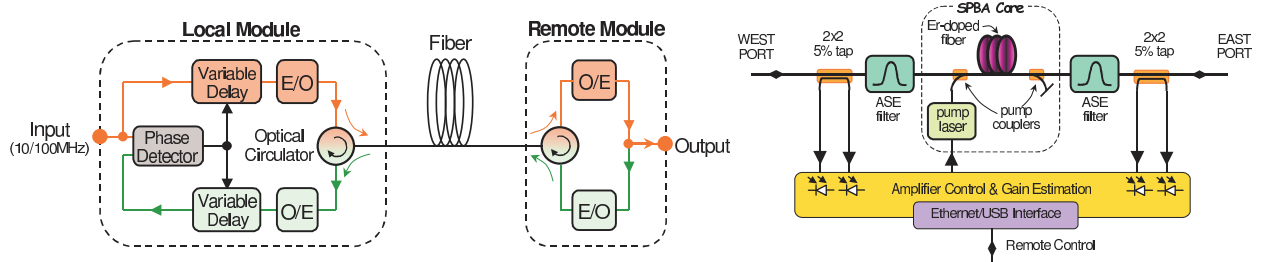 Local Module
Variable
Delay
E/O
Input
(10/100MHz)
Phase
Detector
Optical
Circulator
Variable
Delay
O/E
Fiber
Remote Module
O/E
Output
E/O
SPBA Core
Er-doped
fiber
WEST
PORT
2x2
5% tap
ASE
filter
pump
laser
pump
couplers
ASE
filter
2x2
5% tap
EAST
PORT
Amplifier Control & Gain Estimation
Ethernet/USB Interface
Remote Control